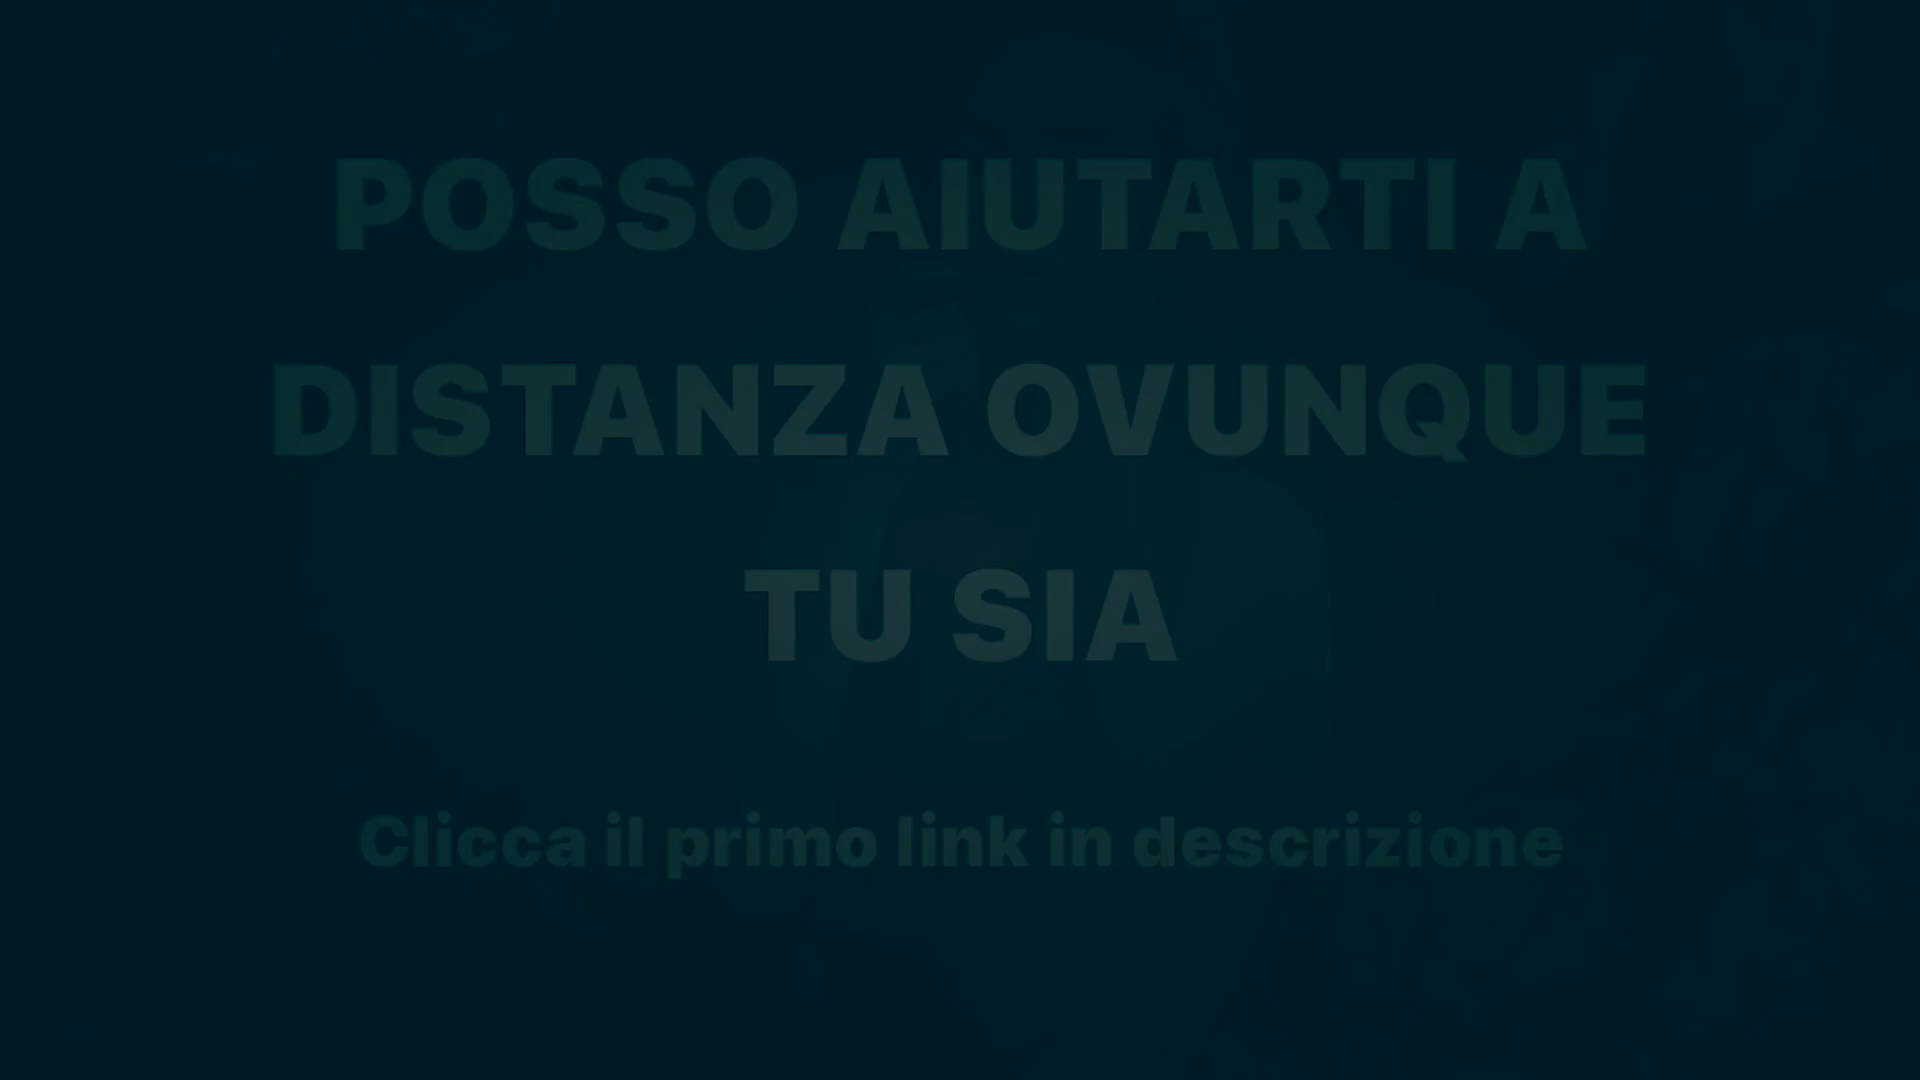 POSSO AIUTARTI A
DISTANZA OVUNQUE
TU SIA
Clicca il primo link in descrizione